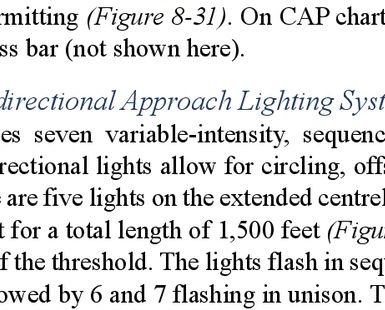 rmitting (Figure 8-31). On CAP chart
ss bar (not shown here).
directional Approach Lighting Sys
es seven variable-intensity, sequenc
rectional lights allow for circling, off
are five lights on the extended centrel
t for a total length of 1,500 feet (Figu
f the threshold. The lights flash in seq
owed by 6 and 7 flashing in unison. T